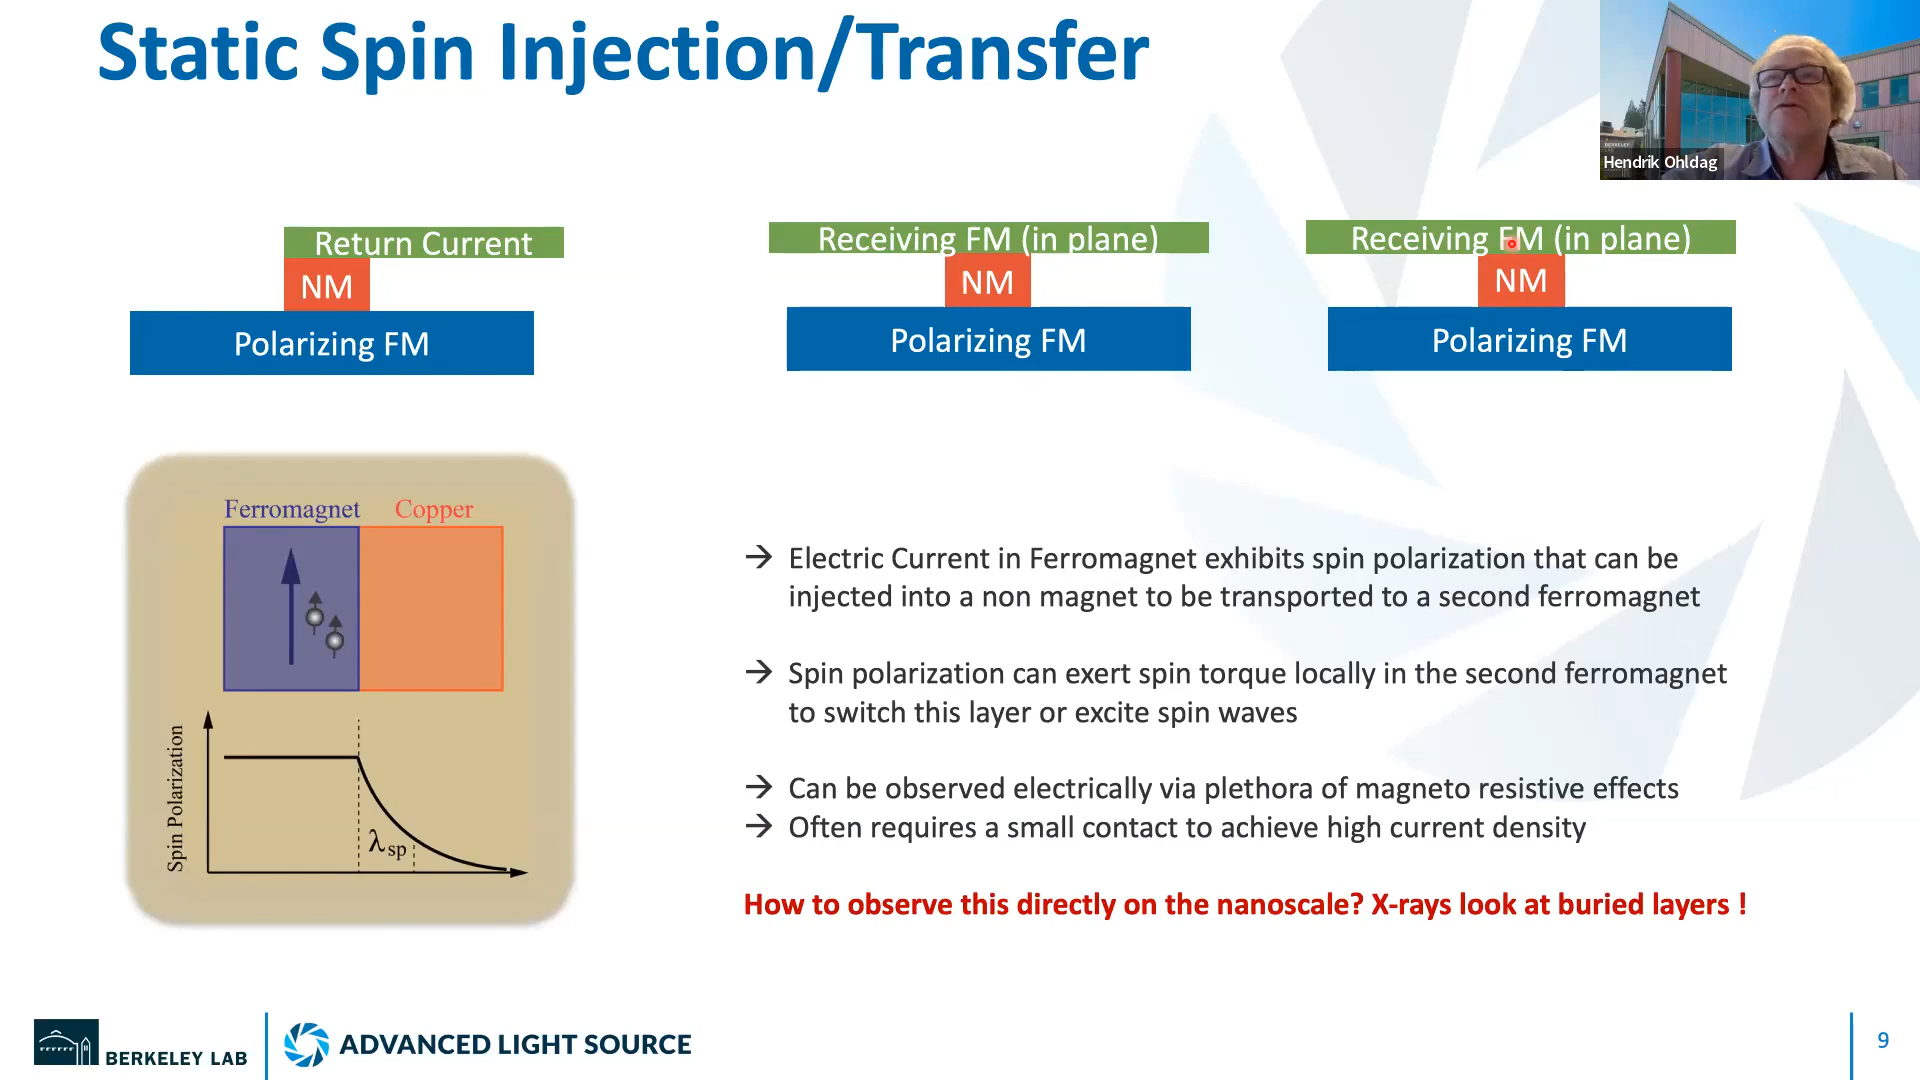 Static Spin Injection/Transfer
Hendrik Ohldag
Return Current
NM
Polarizing FM
Receiving FM (in plane)
NM
Polarizing FM
Receiving FM (in plane)
NM
Polarizing FM
Ferromagnet Copper
Spin Polarization
λsp
→ Electric Current in Ferromagnet exhibits spin polarization that can be
injected into a non magnet to be transported to a second ferromagnet
→ Spin polarization can exert spin torque locally in the second ferromagnet
to switch this layer or excite spin waves
→ Can be observed electrically via plethora of magneto resistive effects
→ Often requires a small contact to achieve high current density
How to observe this directly on the nanoscale? X-rays look at buried layers !
BERKELEY LAB
ADVANCED LIGHT SOURCE
9